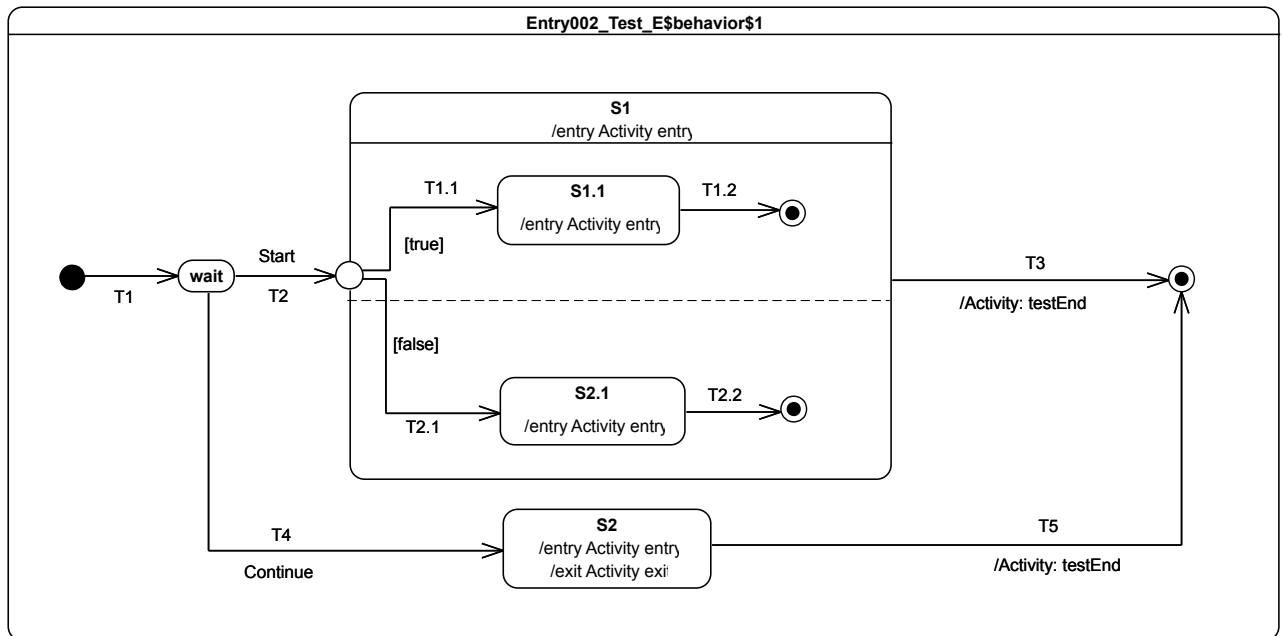 Entry002_Test_E$behavior$1
S1
/entry Activity entry
T1.1
S1.1
/entry Activity entry
T1.2
[true]
Start
wait
T1
T2
T3
/Activity: testEnd
[false]
S2.1
/entry Activity entry
T2.1
T2.2
T4
Continue
S2
/entry Activity entry
/exit Activity exi
T5
/Activity: testEnd